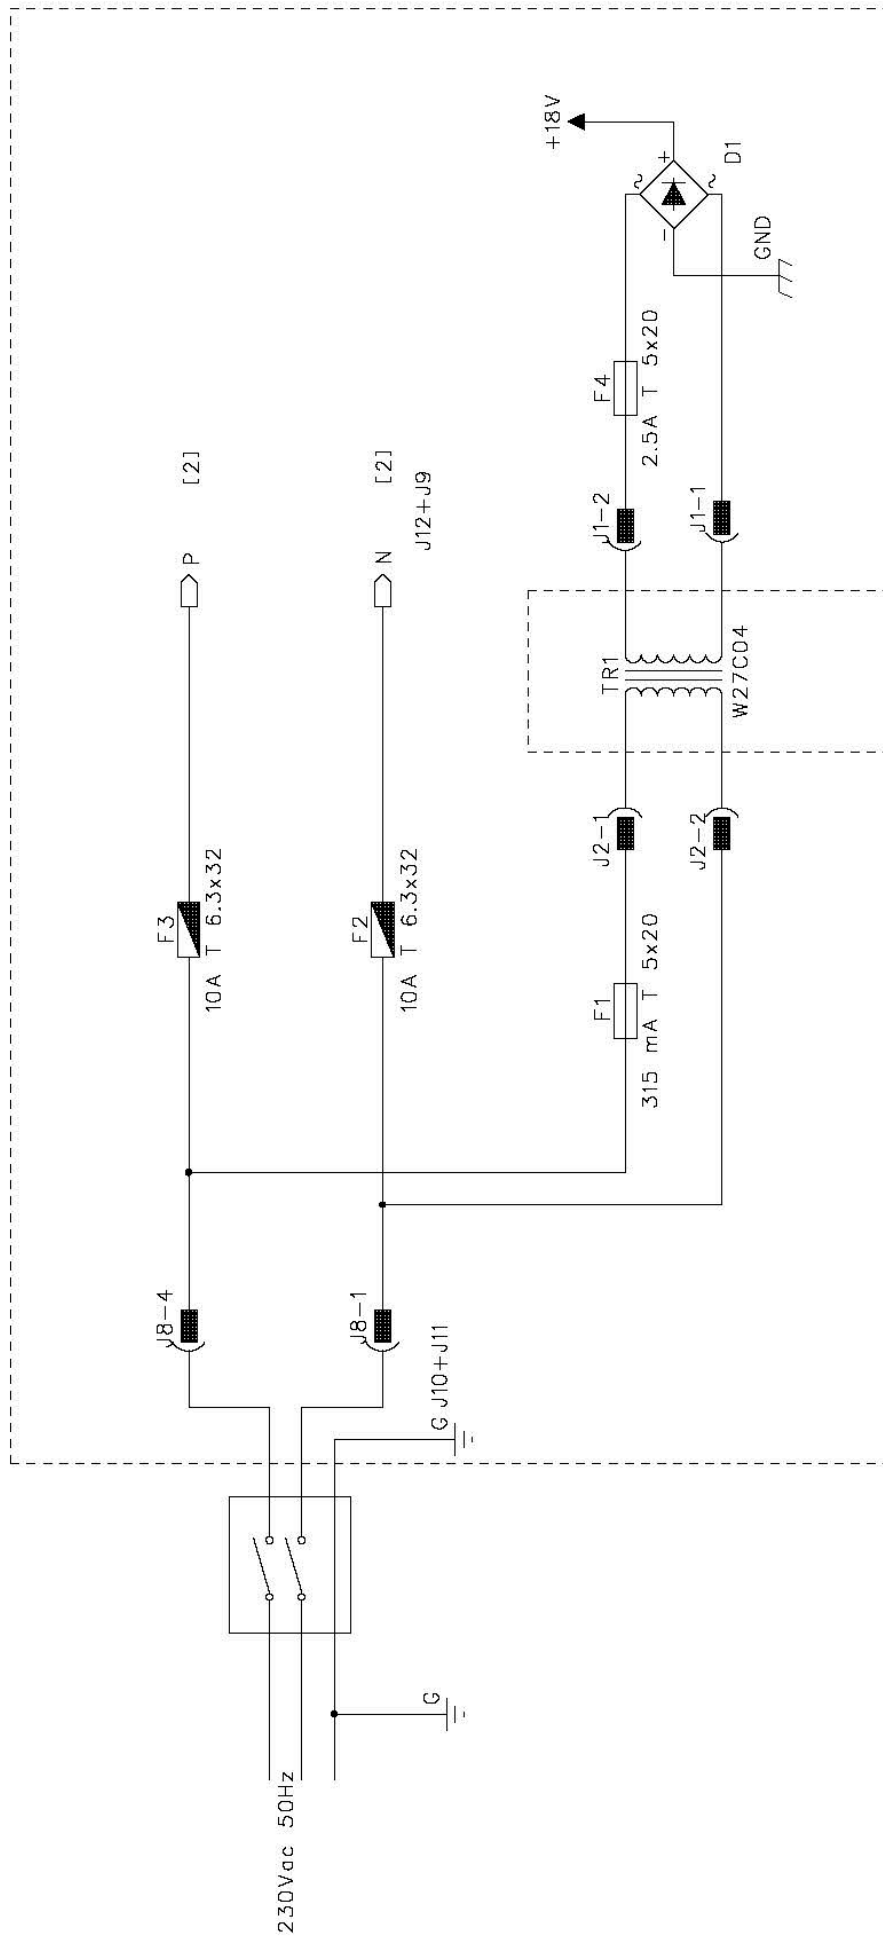 230Vac 50Hz
G
G J10+J11
J8-4
J8-1
F3
10A T 6.3x32
F2
10A T 6.3x32
P [2]
N [2]
J12+J9
F1
315 mA T 5x20
J2-1
J2-2
TR1
W27C04
J1-2
J1-1
F4
2.5A T 5x20
GND
~
~
-
+
D1
+18V